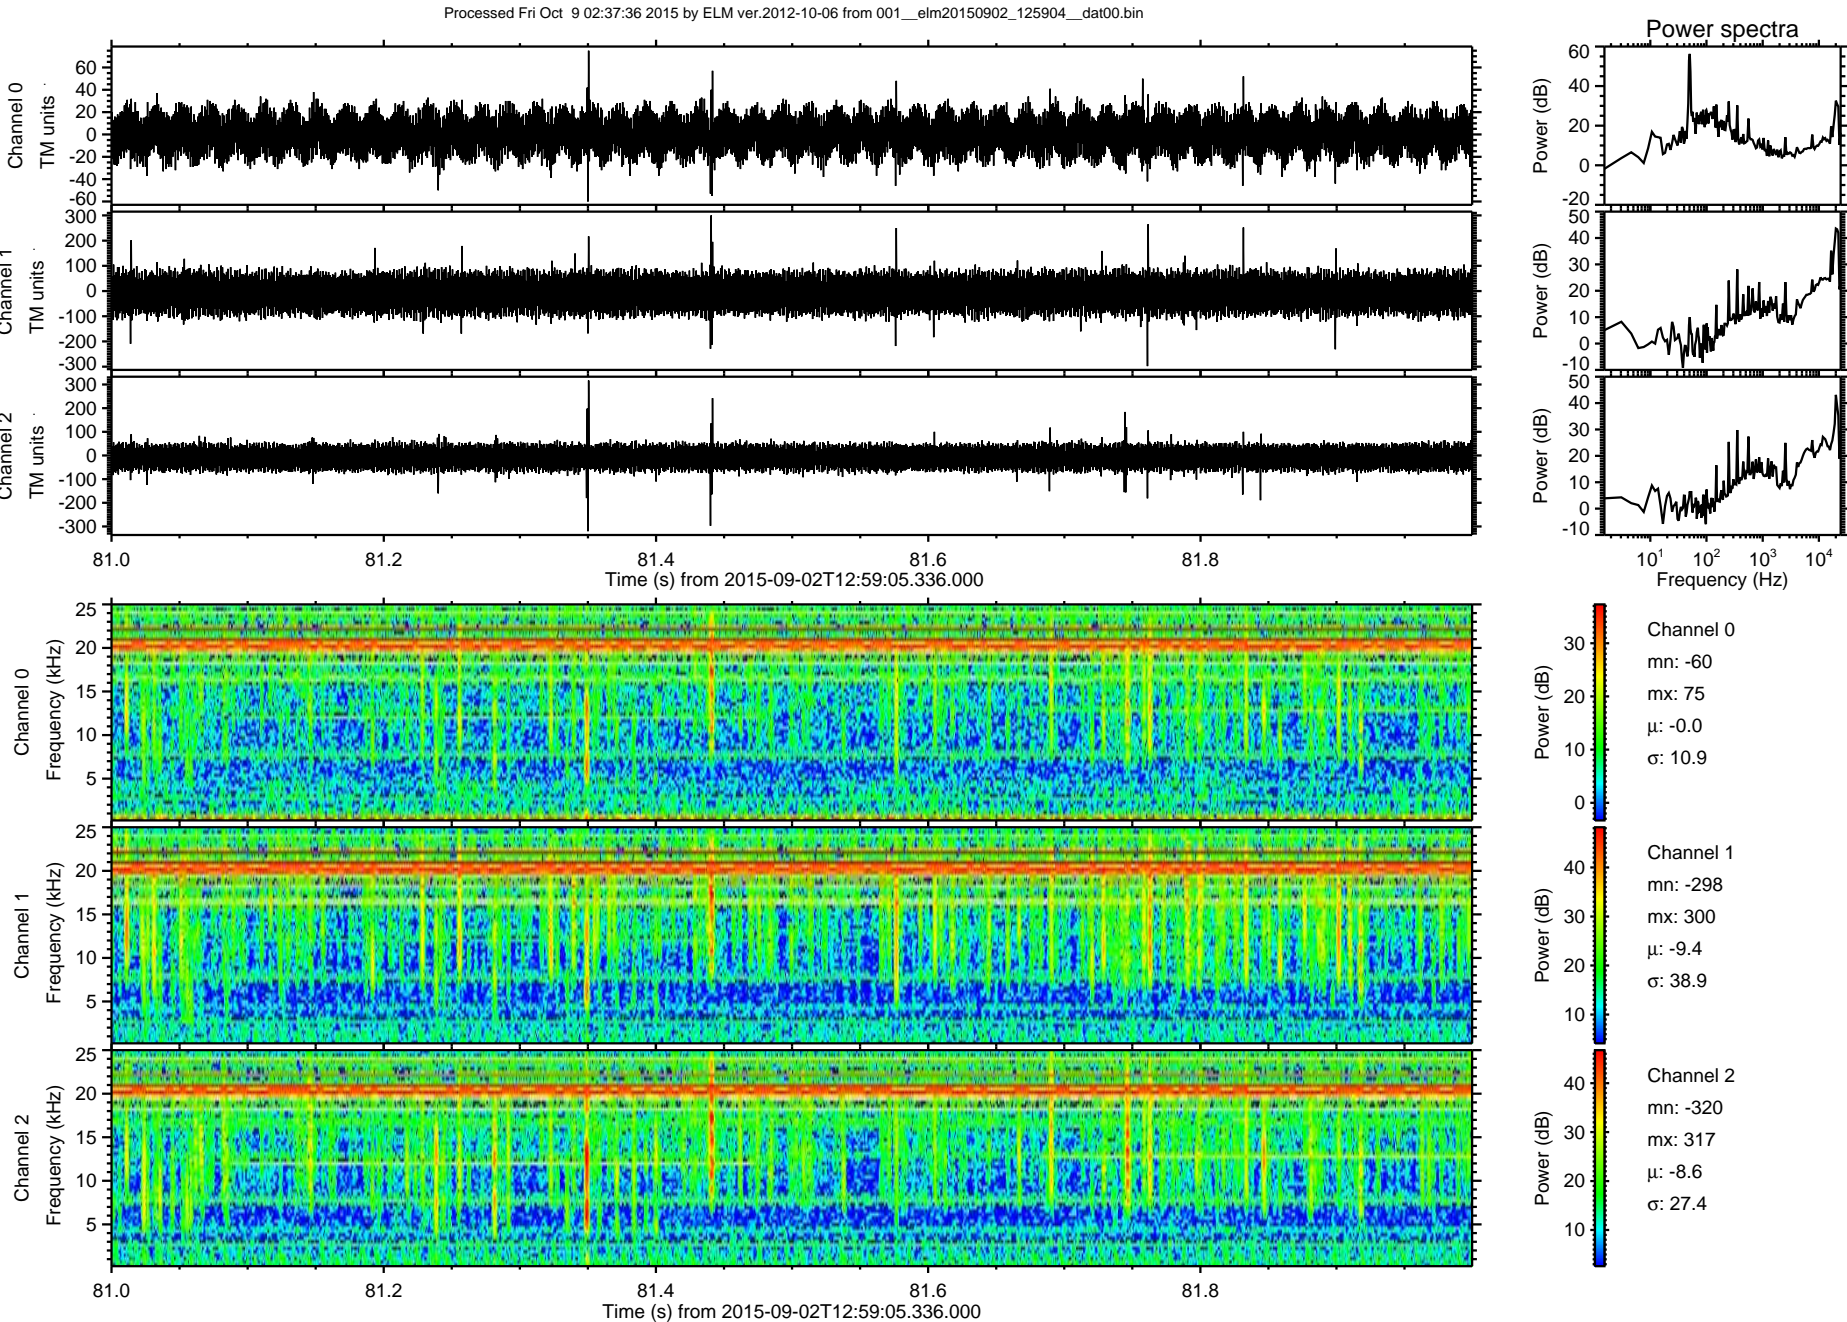 Processed Fri Oct  9 02:37:36 2015 by ELM ver.2012-10-06 from 001__elm20150902_125904__dat00.bin
Power spectra
Channel 0
TM units
60
40
20
0
-20
-40
-60
Power (dB)
60
40
20
0
-20
Channel 1
TM units
300
200
100
0
-100
-200
-300
Power (dB)
50
40
30
20
10
0
-10
Channel 2
TM units
300
200
100
0
-100
-200
-300
Power (dB)
50
40
30
20
10
0
-10
81.0 81.2 81.4 81.6 81.8
Time (s) from 2015-09-02T12:59:05.336.000
10¹ 10² 10³ 10⁴
Frequency (Hz)
Channel 0
Frequency (kHz)
25
20
15
10
5
Power (dB)
30
20
10
0
Channel 0
mn: -60
mx: 75
μ: -0.0
σ: 10.9
Channel 1
Frequency (kHz)
25
20
15
10
5
Power (dB)
40
30
20
10
Channel 1
mn: -298
mx: 300
μ: -9.4
σ: 38.9
Channel 2
Frequency (kHz)
25
20
15
10
5
Power (dB)
40
30
20
10
Channel 2
mn: -320
mx: 317
μ: -8.6
σ: 27.4
81.0 81.2 81.4 81.6 81.8
Time (s) from 2015-09-02T12:59:05.336.000